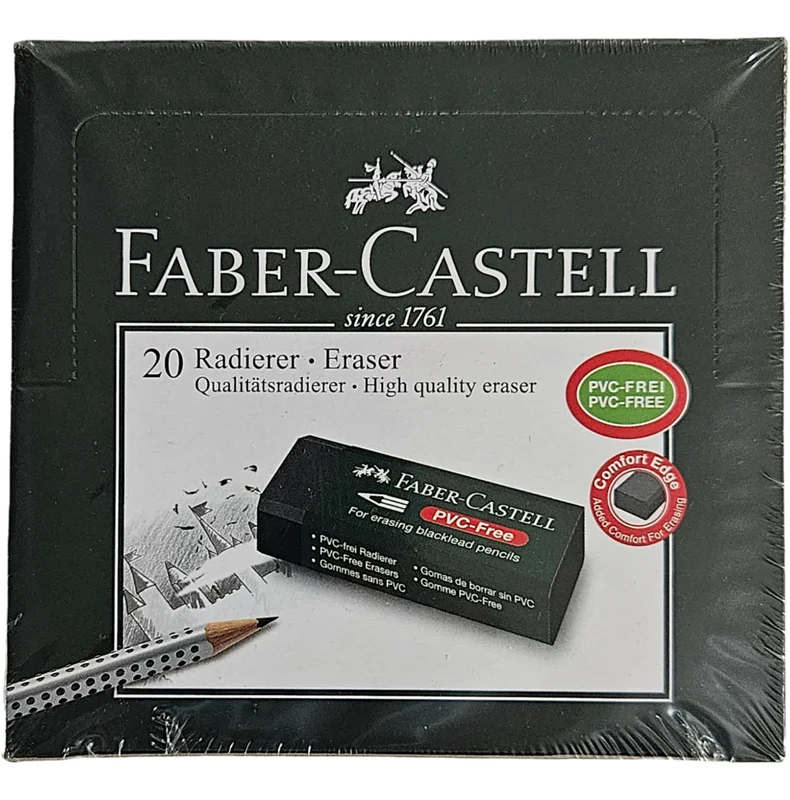 FABER-CASTELL
since 1761
20 Radierer • Eraser
Qualitätsradierer • High quality eraser
PVC-FREI
PVC-FREE
Comfort Edge
Added Comfort For Erasing
FABER-CASTELL
PVC-Free
For erasing blacklead pencils
• PVC-frei Radierer
• PVC-Free Erasers
• Gommes sans PVC
• Gomas de borrar sin PVC
• Gomme PVC-Free